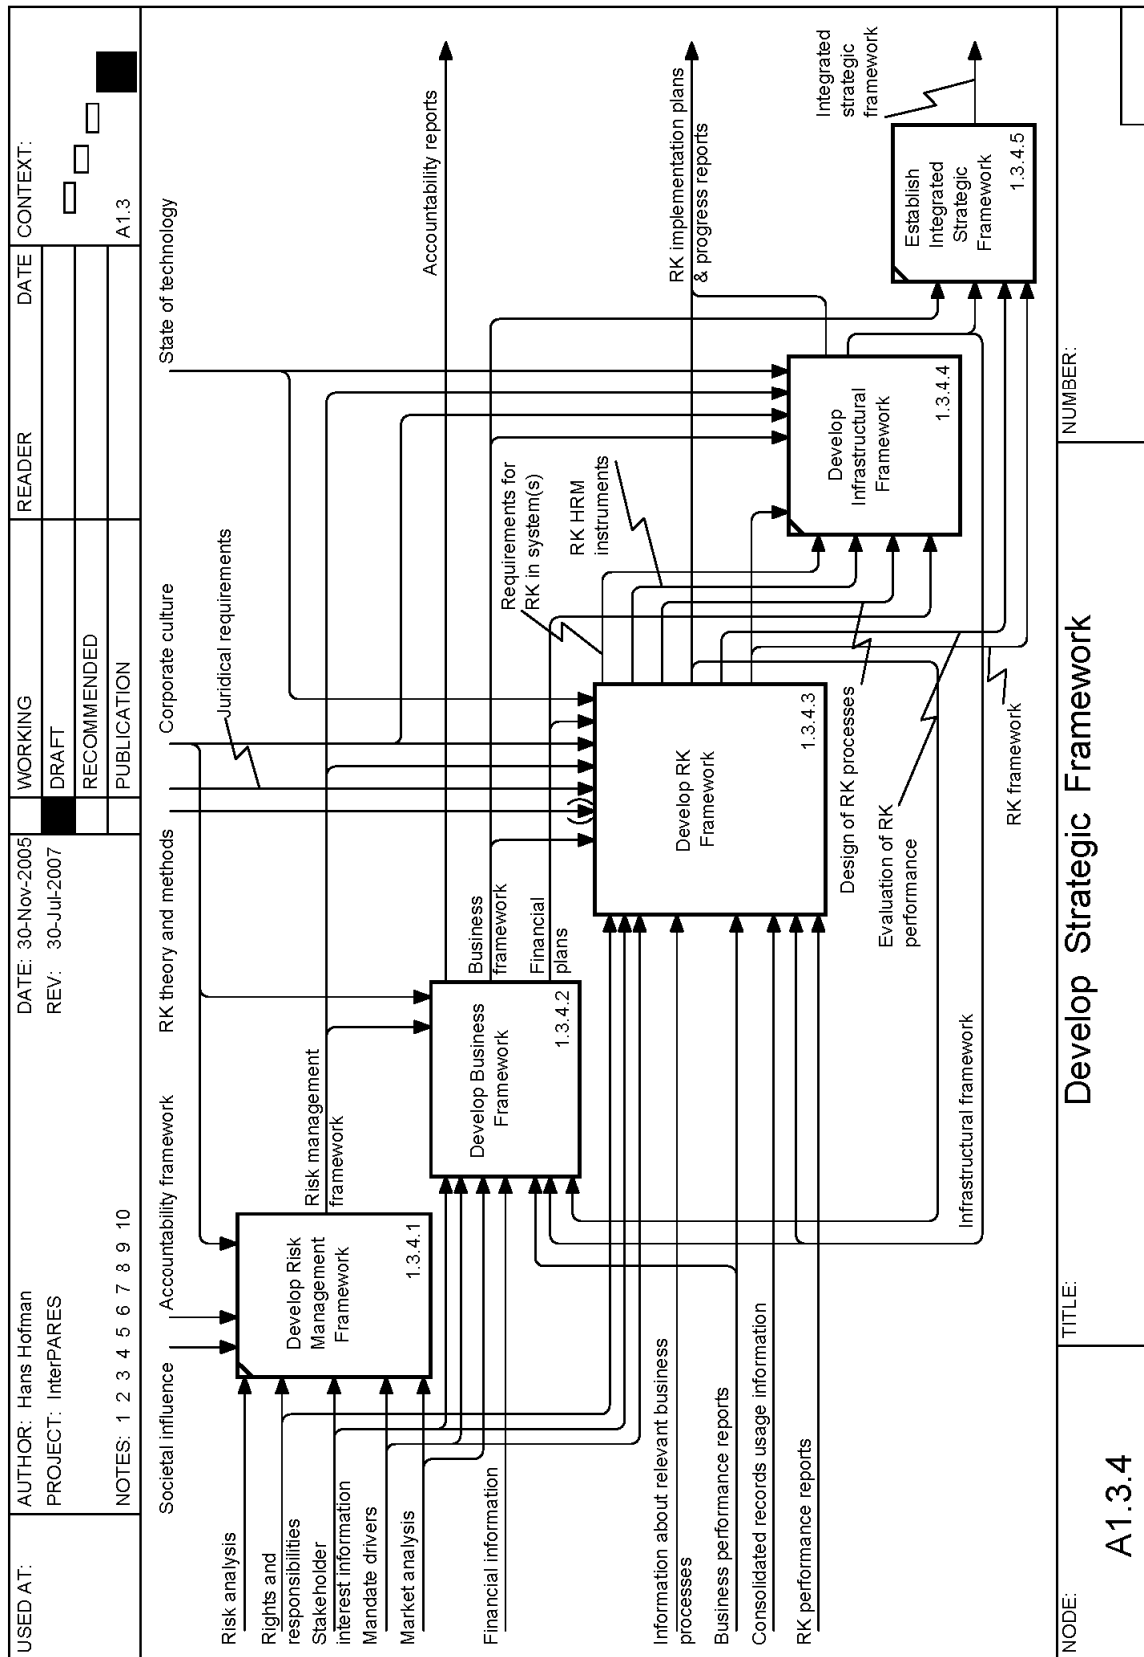 USED AT:
AUTHOR: Hans Hofman
PROJECT: InterPARES
NOTES: 1 2 3 4 5 6 7 8 9 10
DATE: 30-Nov-2005
REV: 30-Jul-2007
WORKING
DRAFT
RECOMMENDED
PUBLICATION
READER
DATE
CONTEXT:
A1.3
Societal influence
Accountability framework
RK theory and methods
Corporate culture
Juridical requirements
State of technology
Risk analysis
Rights and
responsibilities
Stakeholder
interest information
Mandate drivers
Market analysis
Financial information
Information about relevant business
processes
Business performance reports
Consolidated records usage information
RK performance reports
Develop Risk
Management
Framework
1.3.4.1
Risk management
framework
Develop Business
Framework
1.3.4.2
Accountability reports
Business
framework
Financial
plans
Develop RK
Framework
1.3.4.3
Requirements for
RK in system(s)
RK HRM
instruments
RK implementation plans
& progress reports
Design of RK processes
Evaluation of RK
performance
RK framework
Develop
Infrastructural
Framework
1.3.4.4
Infrastructural framework
Establish
Integrated
Strategic
Framework
1.3.4.5
Integrated
strategic
framework
NODE:
A1.3.4
TITLE:
Develop Strategic Framework
NUMBER: